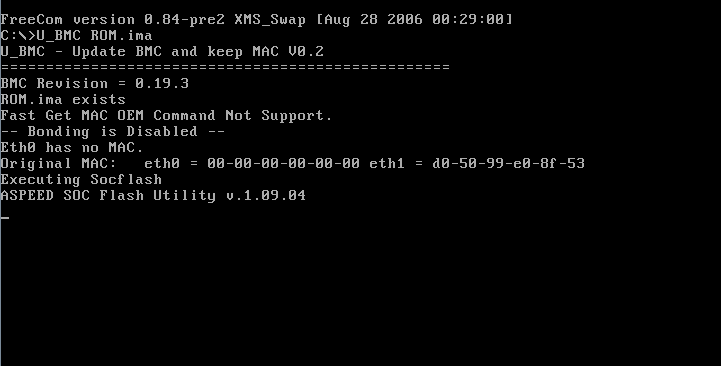 FreeCom version 0.84-pre2 XMS_Swap [Aug 28 2006 00:29:00]
C:\>U_BMC ROM.ima
U_BMC - Update BMC and keep MAC V0.2
==================================================
BMC Revision = 0.19.3
ROM.ima exists
Fast Get MAC OEM Command Not Support.
-- Bonding is Disabled --
Eth0 has no MAC.
Original MAC:   eth0 = 00-00-00-00-00-00 eth1 = d0-50-99-e0-8f-53
Executing Socflash
ASPEED SOC Flash Utility v.1.09.04
_